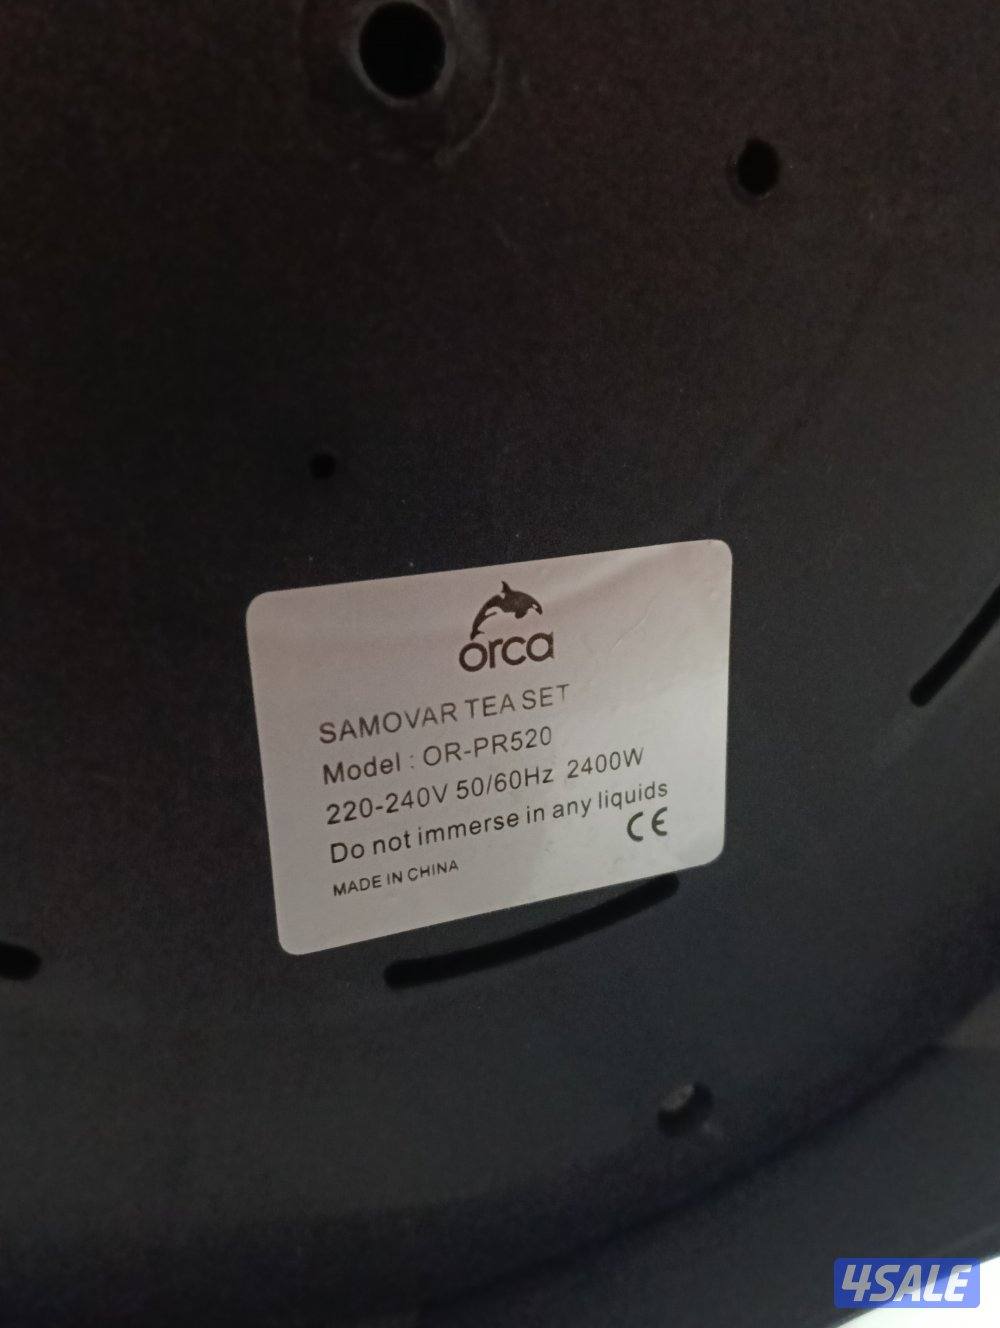 orca
SAMOVAR TEA SET
Model : OR-PR520
220-240V 50/60Hz 2400W
Do not immerse in any liquids
CE
MADE IN CHINA
4SALE